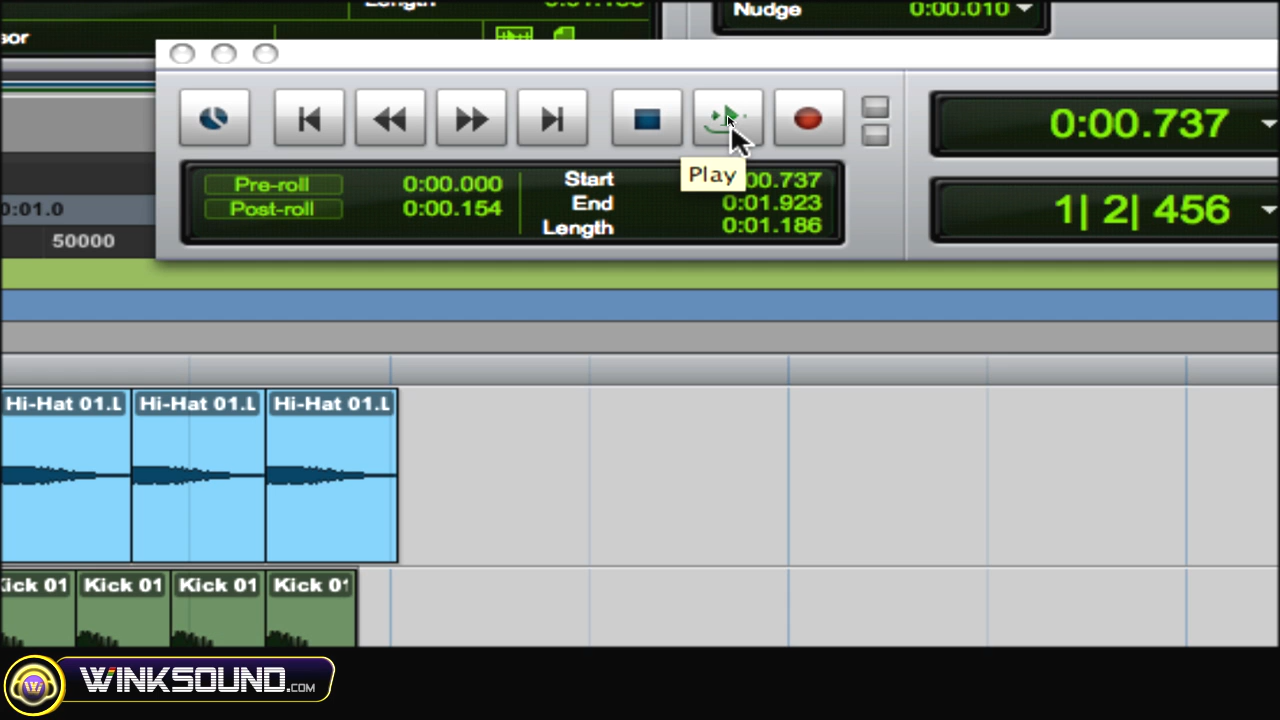 Length
Nudge 0:00.010
sor
0:00.737
Play
Pre-roll 0:00.000 Start 00.737
Post-roll 0:00.154 End 0:01.923
Length 0:01.186
1| 2| 456
0:01.0
50000
Hi-Hat 01.L Hi-Hat 01.L Hi-Hat 01.L
Kick 01 Kick 01 Kick 01 Kick 01
WINKSOUND.COM